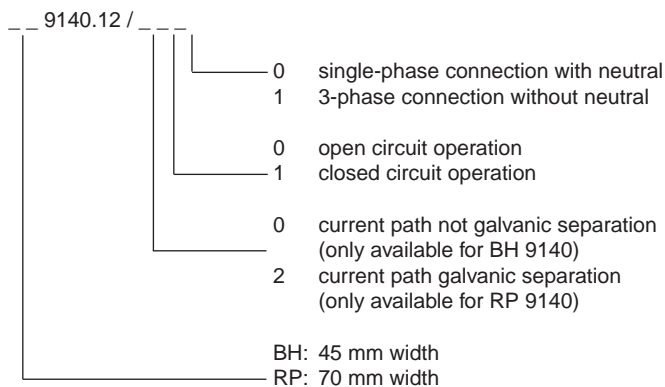 _ _ 9140.12 / _ _ _
0 single-phase connection with neutral
1 3-phase connection without neutral
0 open circuit operation
1 closed circuit operation
0 current path not galvanic separation
(only available for BH 9140)
2 current path galvanic separation
(only available for RP 9140)
BH: 45 mm width
RP: 70 mm width